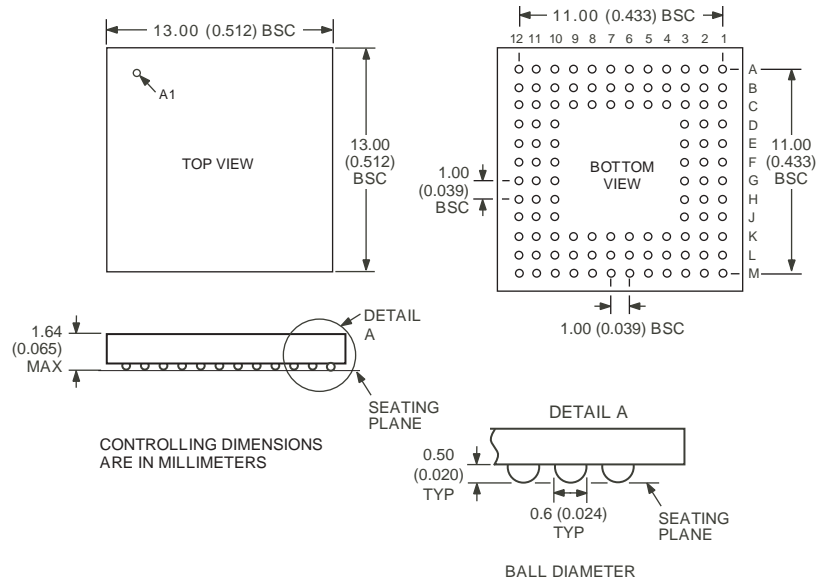 13.00 (0.512) BSC
A1
TOP VIEW
13.00
(0.512)
BSC
11.00 (0.433) BSC
12 11 10 9 8 7 6 5 4 3 2 1
A
B
C
D
E
F
G
H
J
K
L
M
BOTTOM
VIEW
1.00
(0.039)
BSC
11.00
(0.433)
BSC
1.00 (0.039) BSC
1.64
(0.065)
MAX
DETAIL
A
SEATING
PLANE
CONTROLLING DIMENSIONS
ARE IN MILLIMETERS
DETAIL A
0.50
(0.020)
TYP
0.6 (0.024)
TYP
SEATING
PLANE
BALL DIAMETER